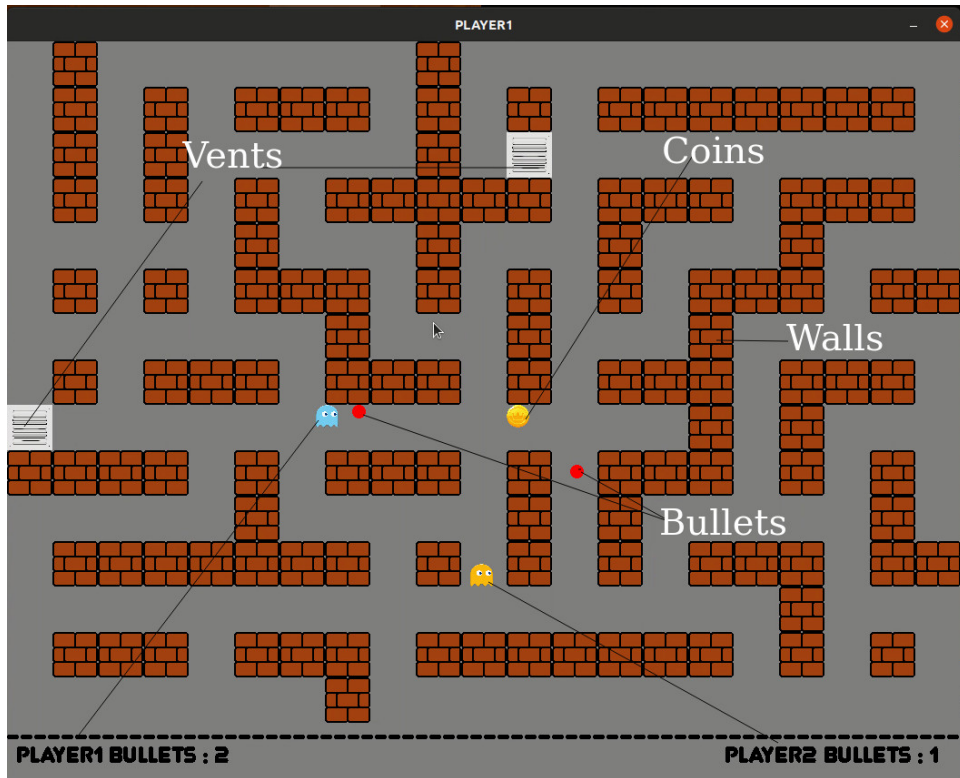 PLAYER1
Vents
Coins
Walls
Bullets
PLAYER1 BULLETS : 2
PLAYER2 BULLETS : 1